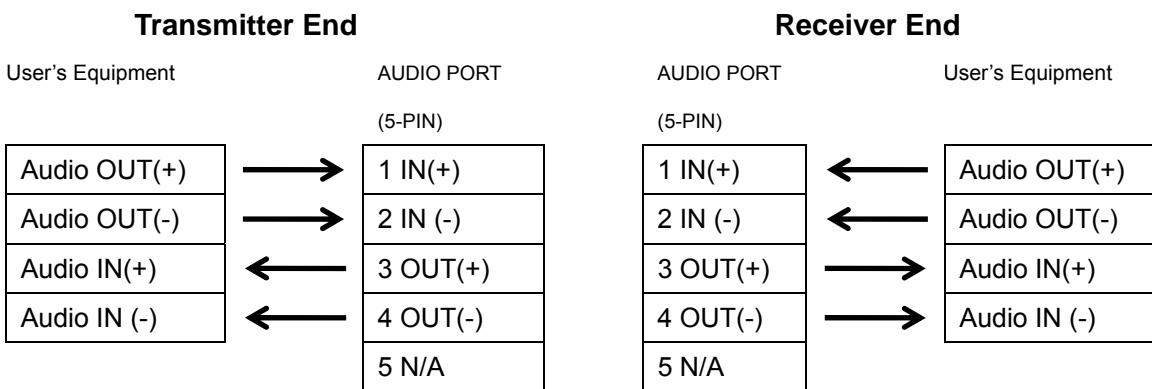 Transmitter End    Receiver End
User's Equipment    AUDIO PORT    AUDIO PORT    User's Equipment
(5-PIN)    (5-PIN)
Audio OUT(+)    1 IN(+)    1 IN(+)    Audio OUT(+)
Audio OUT(-)    2 IN (-)    2 IN (-)    Audio OUT(-)
Audio IN(+)    3 OUT(+)    3 OUT(+)    Audio IN(+)
Audio IN (-)    4 OUT(-)    4 OUT(-)    Audio IN (-)
5 N/A    5 N/A